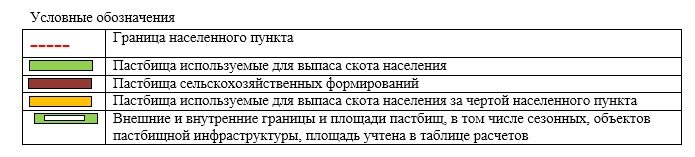 Условные обозначения
Граница населенного пункта
Пастбища используемые для выпаса скота населения
Пастбища сельскохозяйственных формирований
Пастбища используемые для выпаса скота населения за чертой населенного пункта
Внешние и внутренние границы и площади пастбищ, в том числе сезонных, объектов
пастбищной инфраструктуры, площадь учтена в таблице расчетов